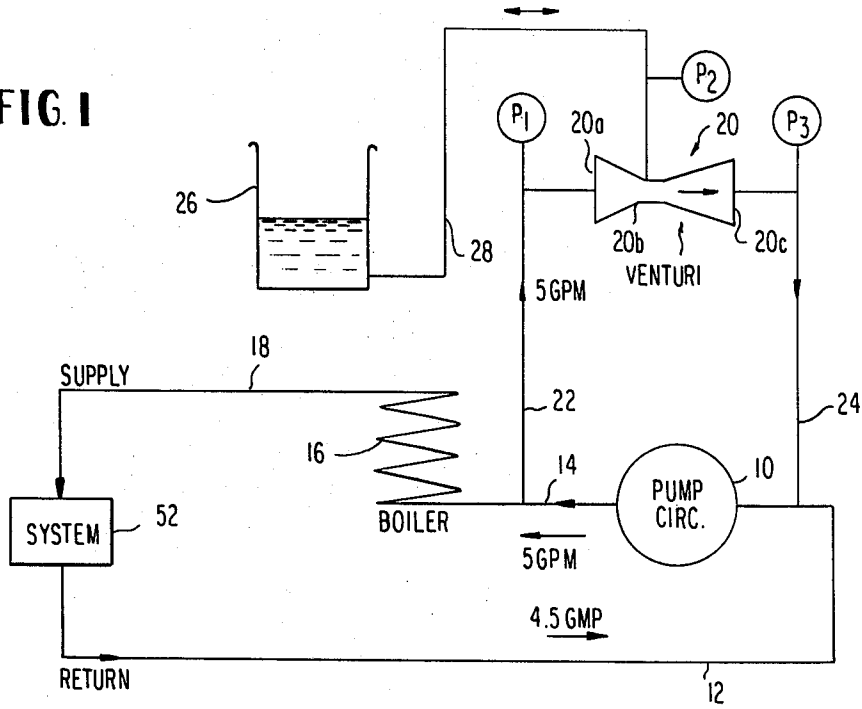 FIG. 1
P1
P2
P3
20a
20
26
28
20b
20c
VENTURI
5GPM
SUPPLY
18
22
24
16
14
10
PUMP
CIRC.
BOILER
SYSTEM
52
5GPM
4.5 GMP
RETURN
12